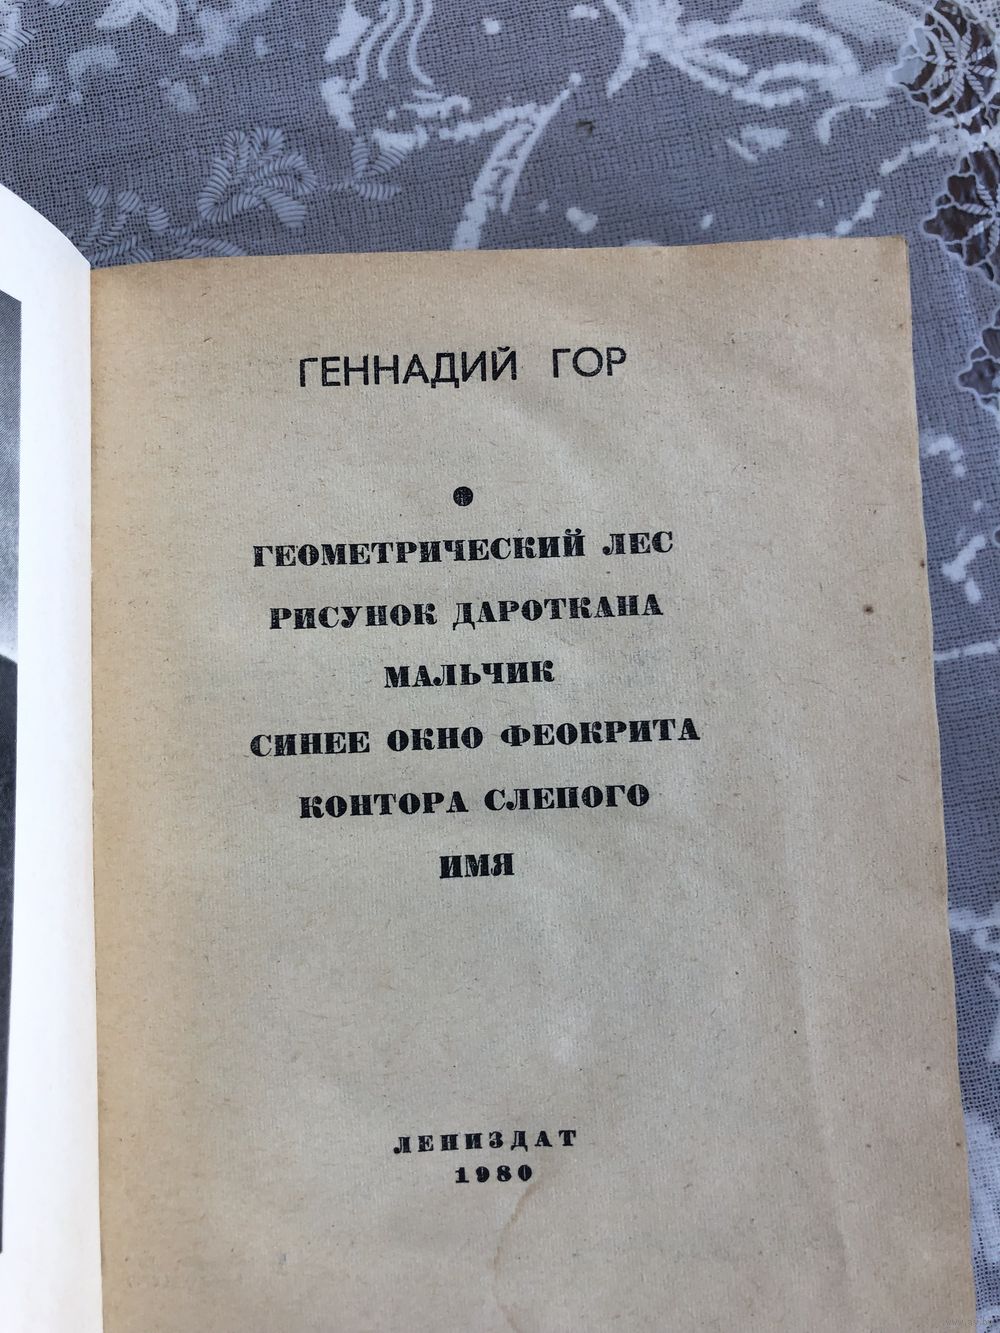 ГЕННАДИЙ ГОР
ГЕОМЕТРИЧЕСКИЙ ЛЕС
РИСУНОК ДАРОТКАНА
МАЛЬЧИК
СИНЕЕ ОКНО ФЕОКРИТА
КОНТОРА СЛЕПОГО
ИМЯ
ЛЕНИЗДАТ
1980